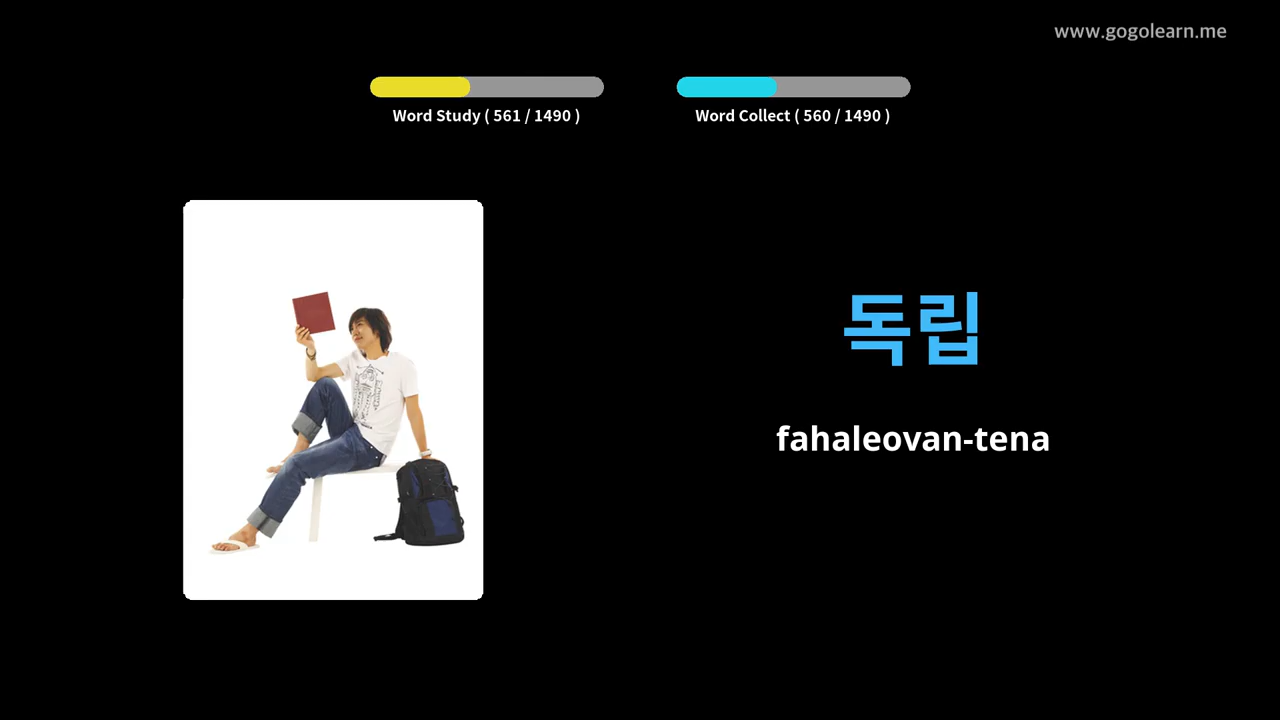 www.gogolearn.me
Word Study ( 561 / 1490 )
Word Collect ( 560 / 1490 )
독립
fahaleovan-tena